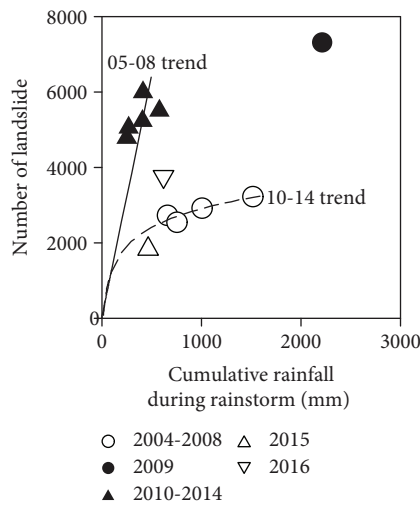 8000
05-08 trend
6000
Number of landslide
4000
10-14 trend
2000
0
0
1000
2000
3000
Cumulative rainfall
during rainstorm (mm)
2004-2008
2015
2009
2016
2010-2014